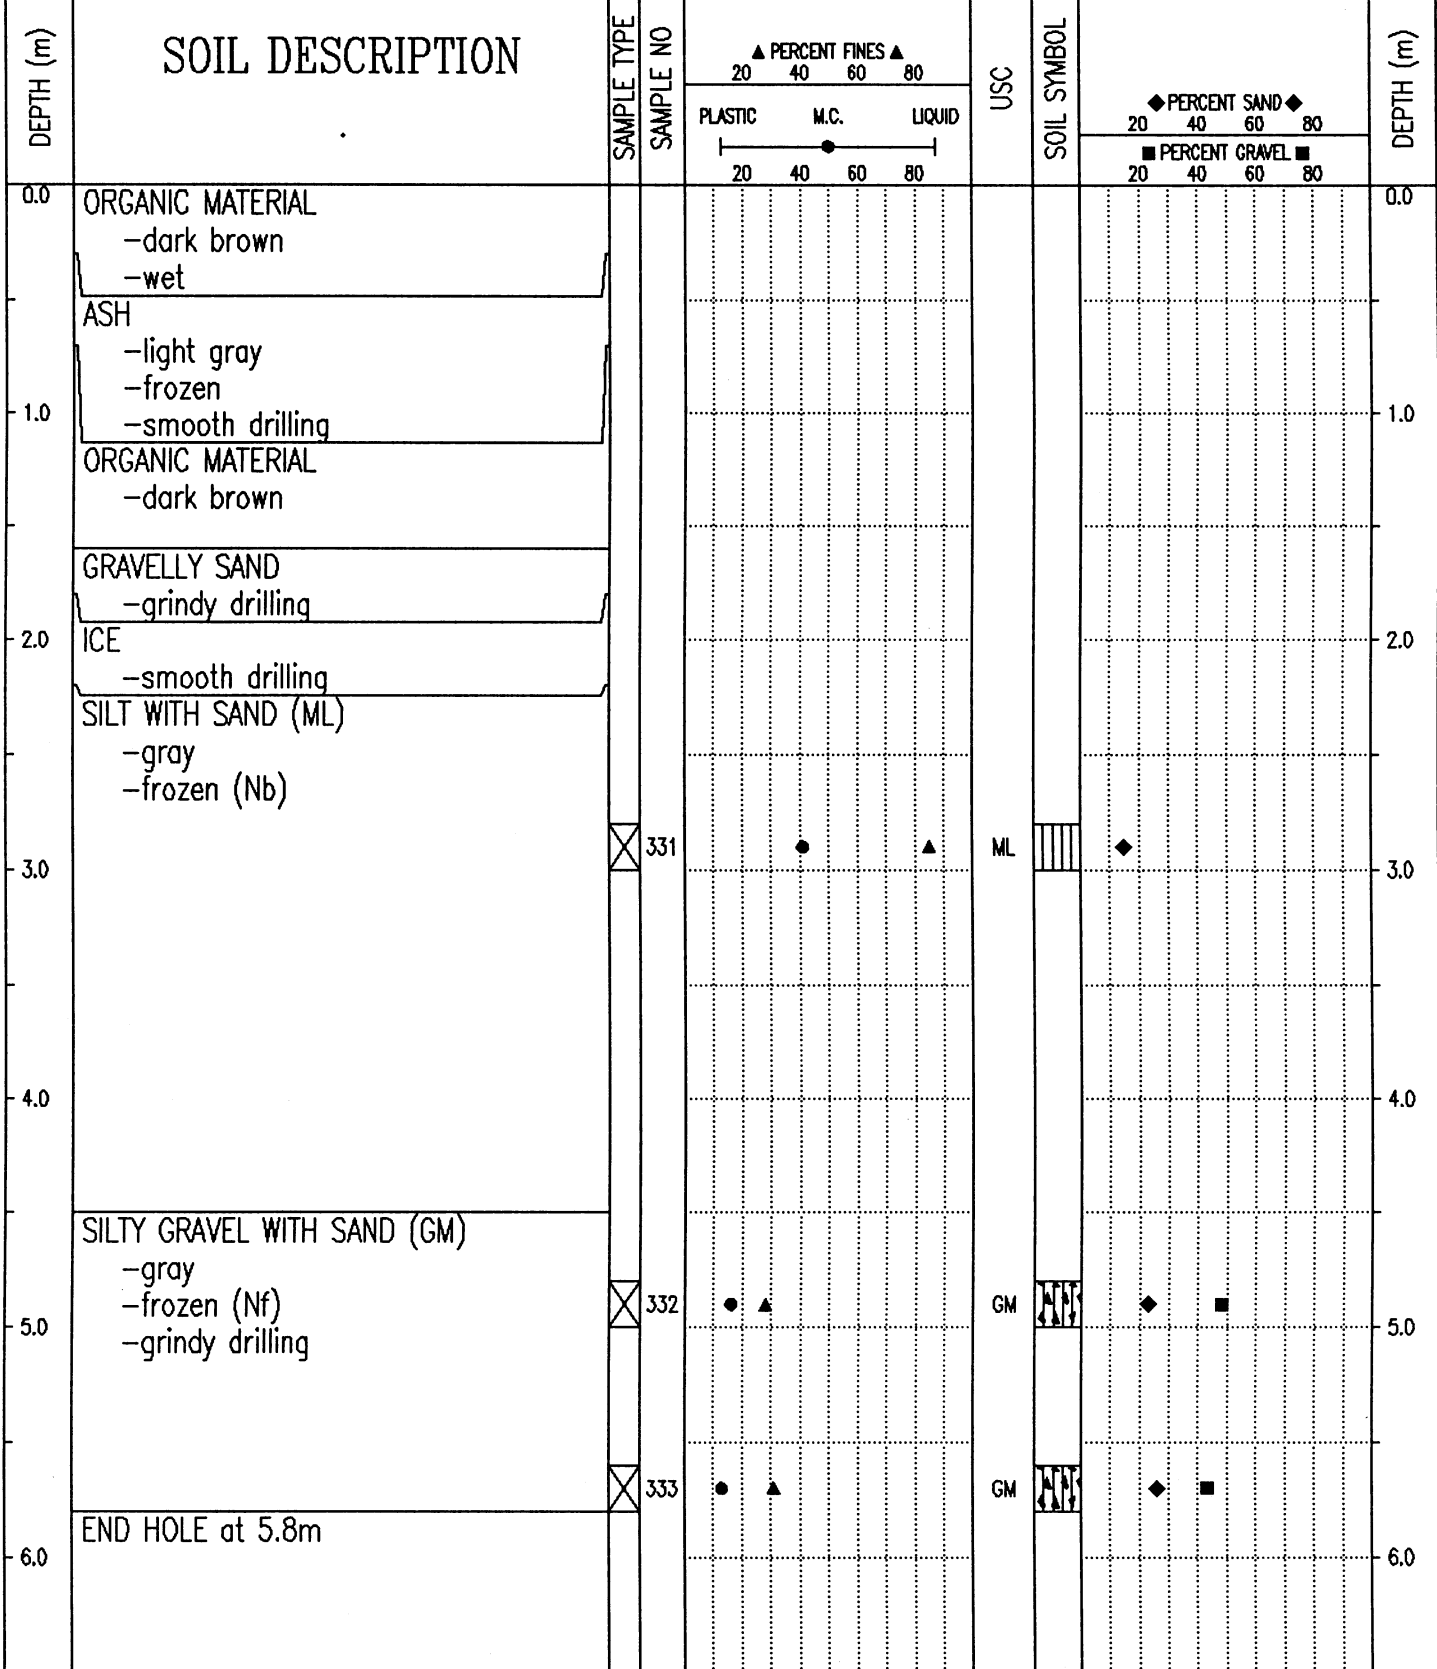 DEPTH (m)
SOIL DESCRIPTION
SAMPLE TYPE
SAMPLE NO
▲ PERCENT FINES ▲
20 40 60 80
PLASTIC M.C. LIQUID
20 40 60 80
USC
SOIL SYMBOL
◆ PERCENT SAND ◆
20 40 60 80
■ PERCENT GRAVEL ■
20 40 60 80
DEPTH (m)
0.0 0.0
ORGANIC MATERIAL
-dark brown
-wet
ASH
-light gray
-frozen
1.0 1.0
-smooth drilling
ORGANIC MATERIAL
-dark brown
GRAVELLY SAND
-grindy drilling
2.0 ICE 2.0
-smooth drilling
SILT WITH SAND (ML)
-gray
-frozen (Nb)
331 ML
3.0 3.0
4.0 4.0
SILTY GRAVEL WITH SAND (GM)
-gray
-frozen (Nf) 332 GM
5.0 5.0
-grindy drilling
333 GM
END HOLE at 5.8m
6.0 6.0